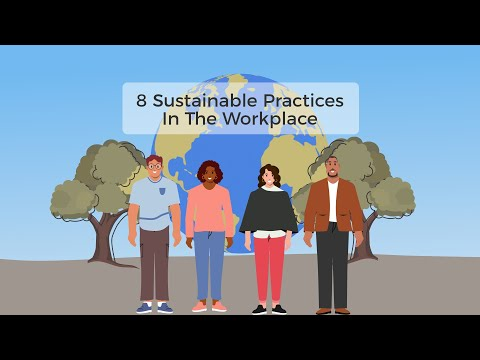 8 Sustainable Practices
In The Workplace